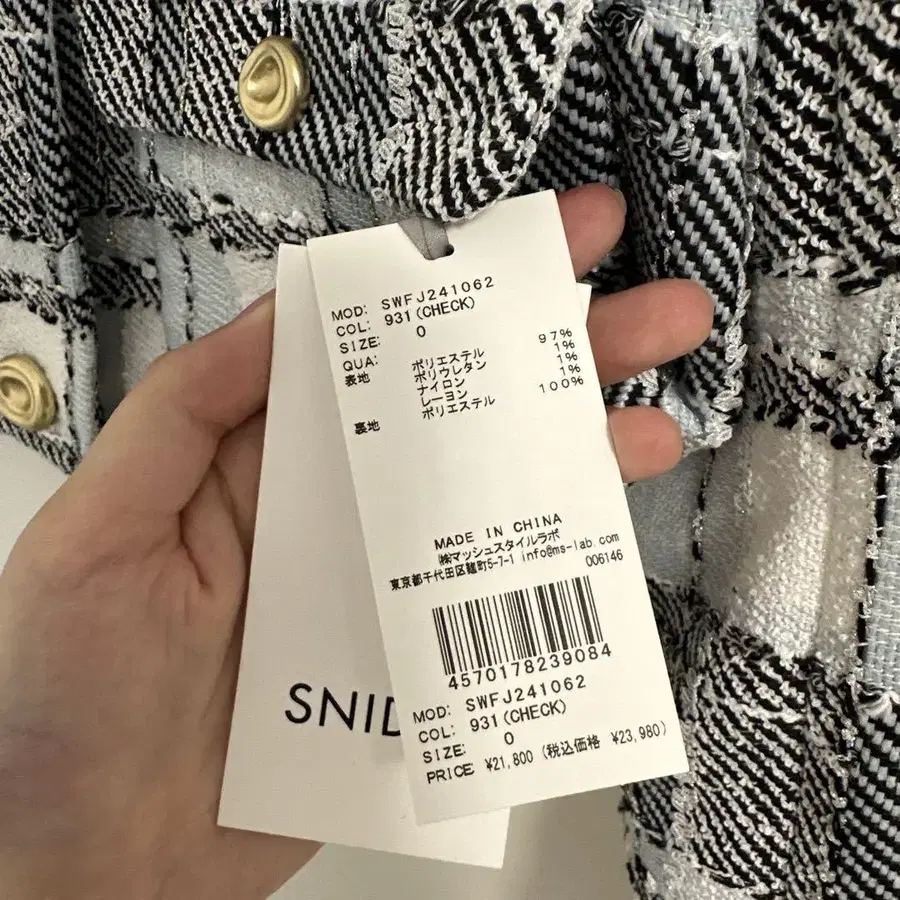 MOD: SWFJ241062
COL: 931(CHECK)
SIZE: 0
QUA:
表地 ポリエステル 97%
ポリウレタン 1%
ナイロン 1%
レーヨン 1%
裏地 ポリエステル 100%
MADE IN CHINA
㈱マッシュスタイルラボ
東京都千代田区麹町5-7-1 info@ms-lab.com
006146
4570178239084
MOD: SWFJ241062
COL: 931(CHECK)
SIZE: 0
PRICE: ¥21,800 (税込価格 ¥23,980)
SNID